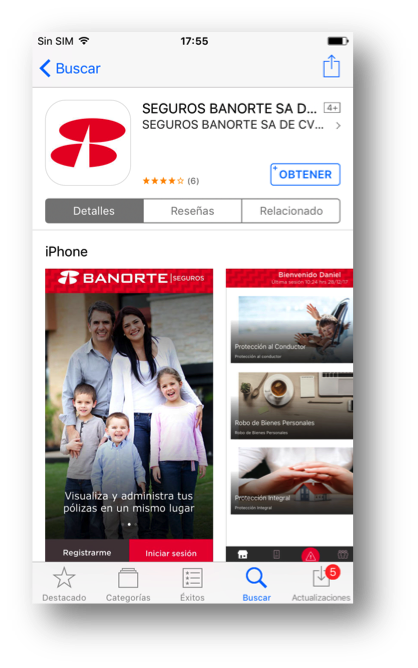 Sin SIM 17:55
Buscar
SEGUROS BANORTE SA D... 4+
SEGUROS BANORTE SA DE CV...
(6)
+ OBTENER
Detalles Reseñas Relacionado
iPhone
BANORTE | SEGUROS
Visualiza y administra tus
pólizas en un mismo lugar
Registrarme Iniciar sesión
Bienvenido Daniel
Última sesión 10:24 hrs 28/12/17
Protección al Conductor
Protección al conductor
Robo de Bienes Personales
Robo de Bienes Personales
Protección Integral
Protección Integral
5
Destacado Categorías Éxitos Buscar Actualizaciones